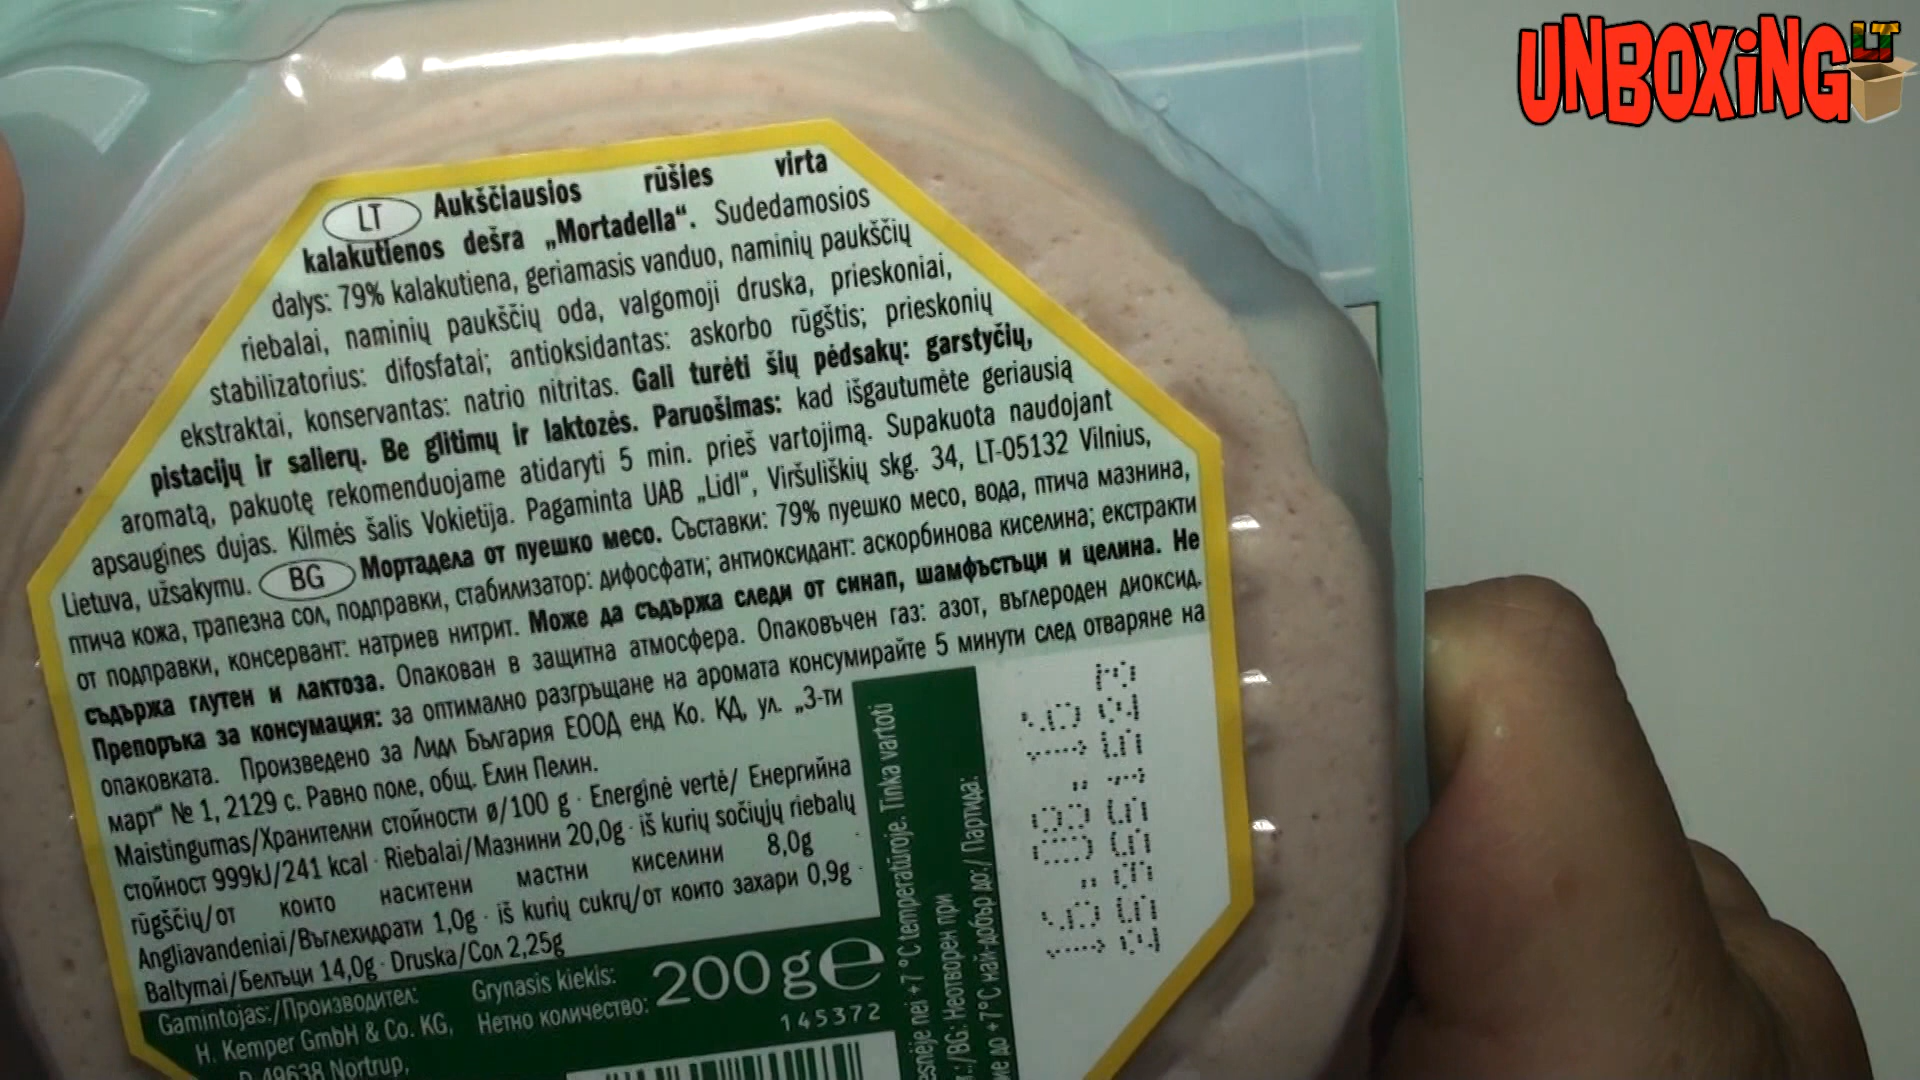 UNBOXiNG LT
LT Aukščiausios rūšies virta
kalakutienos dešra „Mortadella“. Sudedamosios
dalys: 79% kalakutiena, geriamasis vanduo, naminių paukščių
riebalai, naminių paukščių oda, valgomoji druska, prieskoniai,
stabilizatorius: difosfatai; antioksidantas: askorbo rūgštis; prieskonių
ekstraktai, konservantas: natrio nitritas. Gali turėti šių pėdsakų: garstyčių,
pistacijų ir salierų. Be glitimų ir laktozės. Paruošimas: kad išgautumėte geriausią
aromatą, pakuotę rekomenduojame atidaryti 5 min. prieš vartojimą. Supakuota naudojant
apsaugines dujas. Kilmės šalis Vokietija. Pagaminta UAB „Lidl“, Viršuliškių skg. 34, LT-05132 Vilnius,
Lietuva, užsakymu. BG Мортадела от пуешко месо. Съставки: 79% пуешко месо, вода, птича мазнина,
птича кожа, трапезна сол, подправки, стабилизатор: дифосфати; антиоксидант: аскорбинова киселина; екстракти
от подправки, консервант: натриев нитрит. Може да съдържа следи от синап, шамфъстъци и целина. Не
съдържа глутен и лактоза. Опакован в защитна атмосфера. Опаковъчен газ: азот, въглероден диоксид.
Препоръка за консумация: за оптимално разгръщане на аромата консумирайте 5 минути след отваряне на
опаковката. Произведено за Лидл България ЕООД енд Ко. КД, ул. „3-ти
март“ № 1, 2129 с. Равно поле, общ. Елин Пелин.
Maistingumas/Хранителни стойности ø/100 g · Energinė vertė/ Енергийна
стойност 999kJ/241 kcal · Riebalai/Мазнини 20,0g · iš kurių sočiųjų riebalų
rūgščių/от които наситени мастни киселини 8,0g ·
Angliavandeniai/Въглехидрати 1,0g · iš kurių cukrų/от които захари 0,9g ·
Baltymai/Белтъци 14,0g · Druska/Сол 2,25g
Gamintojas:/Производител:
H. Kemper GmbH & Co. KG,
D 49638 Nortrup,
Grynasis kiekis:
Нетно количество:
200g e
145372
temperatūroje. Tinka vartoti
nei +7 °C
/BG: Неотворен при
до +7°C най-добър до:/ Партида:
16.08.16